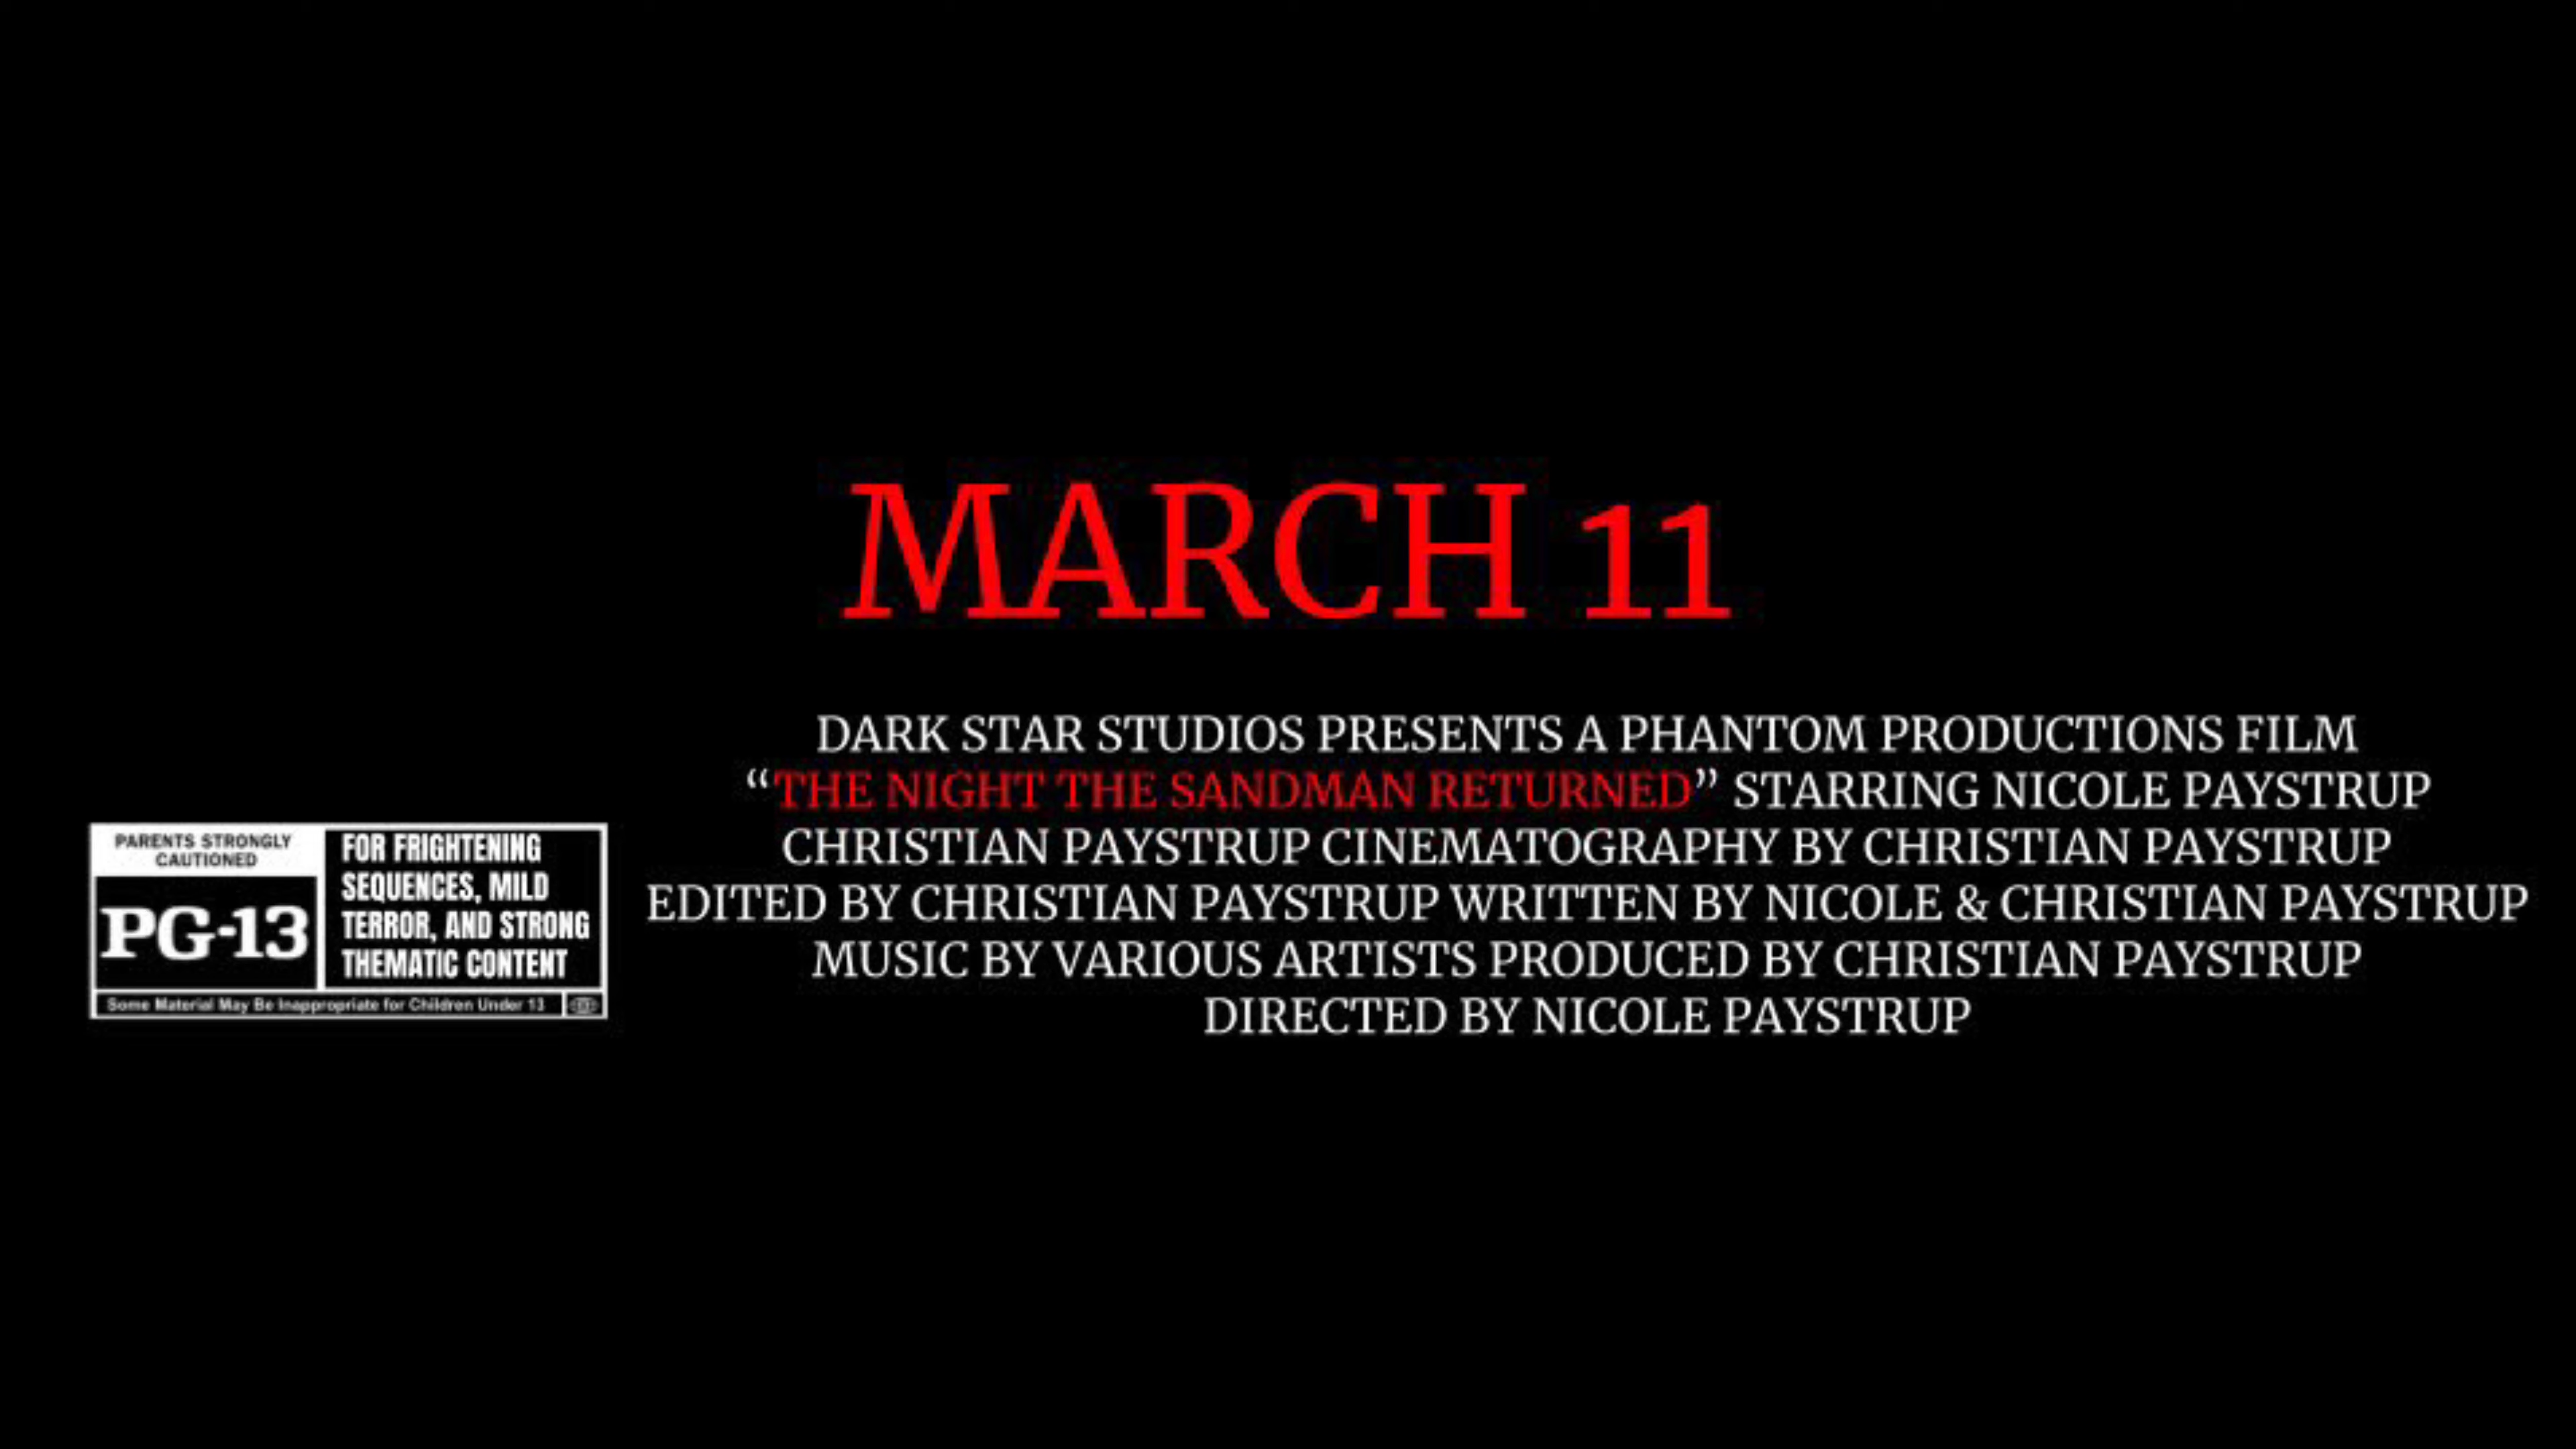 MARCH 11
DARK STAR STUDIOS PRESENTS A PHANTOM PRODUCTIONS FILM
“THE NIGHT THE SANDMAN RETURNED” STARRING NICOLE PAYSTRUP
CHRISTIAN PAYSTRUP CINEMATOGRAPHY BY CHRISTIAN PAYSTRUP
EDITED BY CHRISTIAN PAYSTRUP WRITTEN BY NICOLE & CHRISTIAN PAYSTRUP
MUSIC BY VARIOUS ARTISTS PRODUCED BY CHRISTIAN PAYSTRUP
DIRECTED BY NICOLE PAYSTRUP
PARENTS STRONGLY
CAUTIONED
PG-13
FOR FRIGHTENING
SEQUENCES, MILD
TERROR, AND STRONG
THEMATIC CONTENT
Some Material May Be Inappropriate for Children Under 13